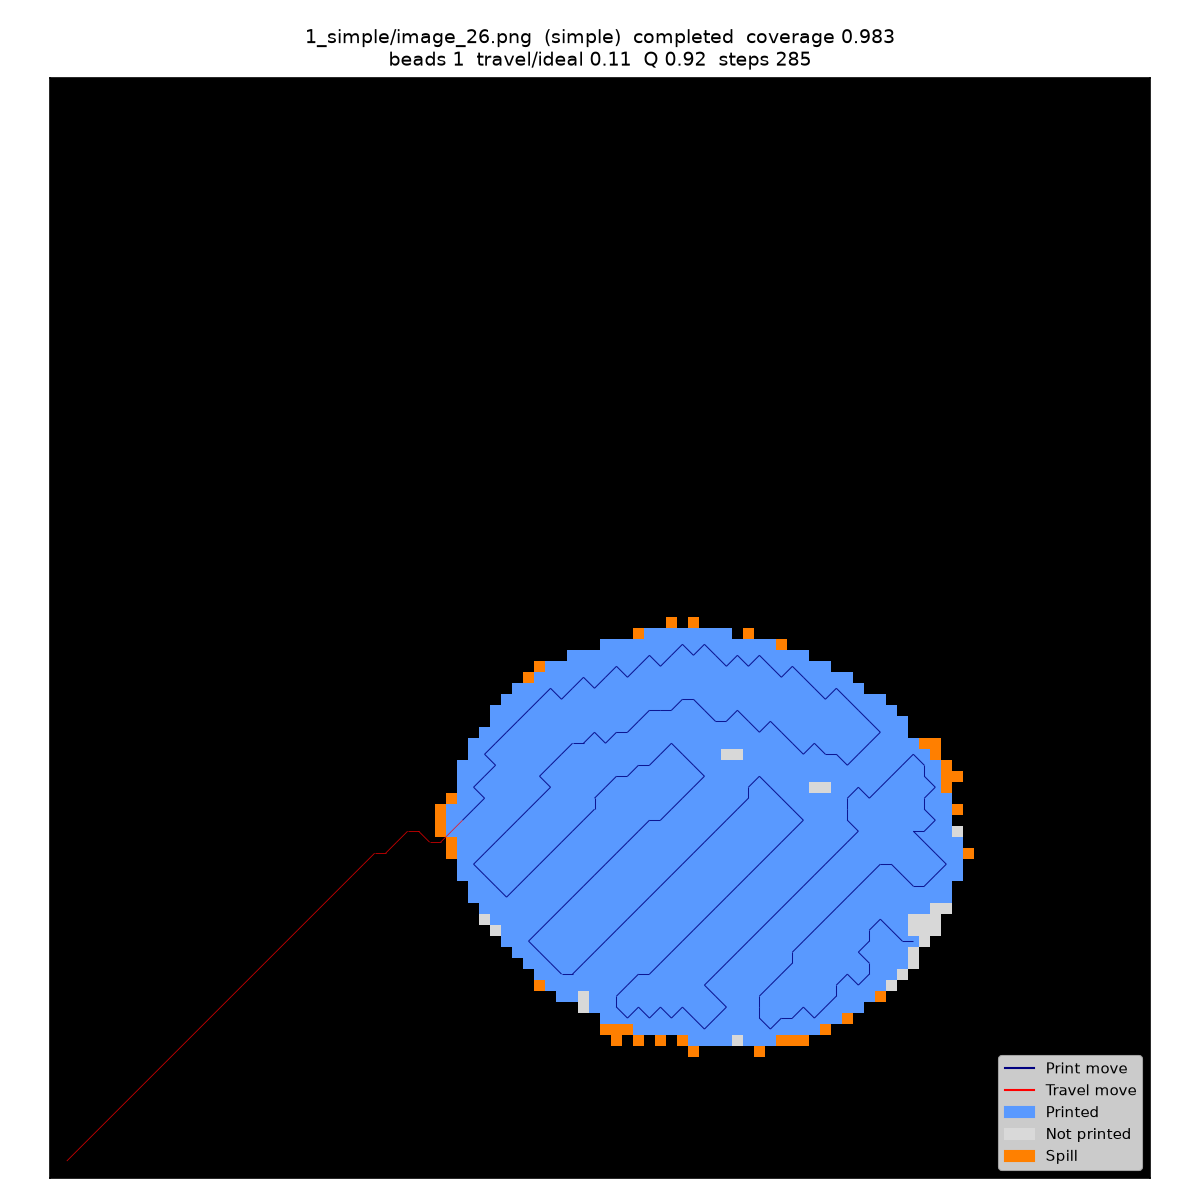 1_simple/image_26.png  (simple)  completed  coverage 0.983
beads 1  travel/ideal 0.11  Q 0.92  steps 285
Print move
Travel move
Printed
Not printed
Spill